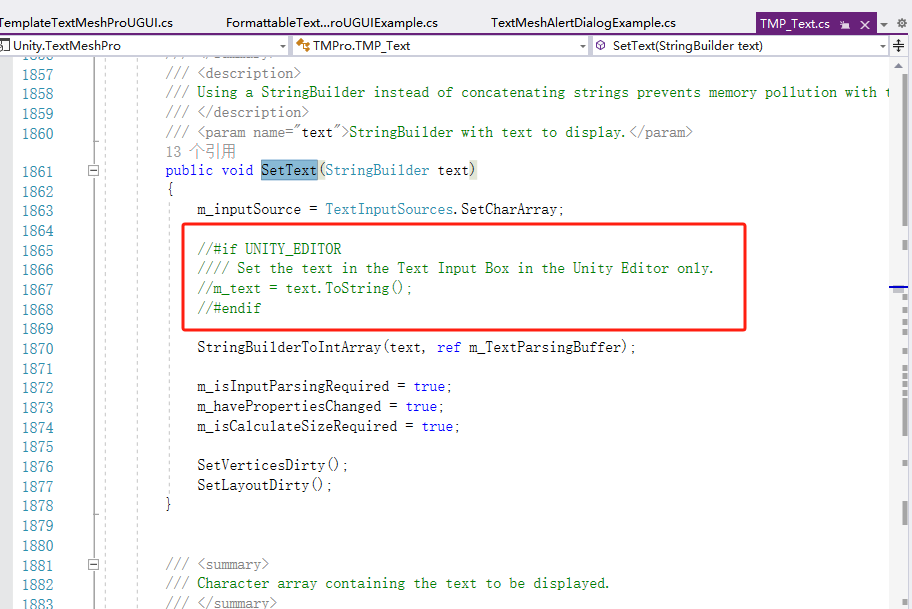 TemplateTextMeshProUGUI.cs FormattableText...roUGUIExample.cs TextMeshAlertDialogExample.cs TMP_Text.cs
Unity.TextMeshPro TMPro.TMP_Text SetText(StringBuilder text)
1857 /// <description>
1858 /// Using a StringBuilder instead of concatenating strings prevents memory pollution with
1859 /// </description>
1860 /// <param name="text">StringBuilder with text to display.</param>
13 个引用
1861 public void SetText(StringBuilder text)
1862 {
1863 m_inputSource = TextInputSources.SetCharArray;
1864
1865 //#if UNITY_EDITOR
1866 //// Set the text in the Text Input Box in the Unity Editor only.
1867 //m_text = text.ToString();
1868 //#endif
1869
1870 StringBuilderToIntArray(text, ref m_TextParsingBuffer);
1871
1872 m_isInputParsingRequired = true;
1873 m_havePropertiesChanged = true;
1874 m_isCalculateSizeRequired = true;
1875
1876 SetVerticesDirty();
1877 SetLayoutDirty();
1878 }
1879
1880
1881 /// <summary>
1882 /// Character array containing the text to be displayed.
1883 /// </summary>